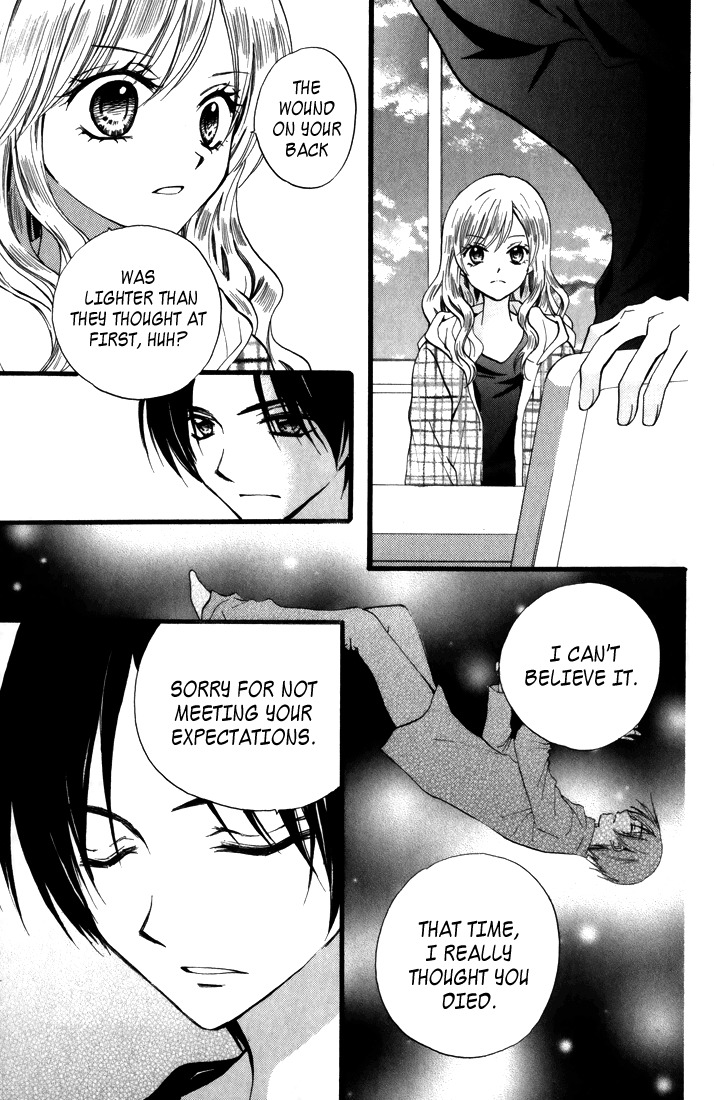 THE
WOUND
ON YOUR
BACK
WAS
LIGHTER THAN
THEY THOUGHT AT
FIRST, HUH?
I CAN'T
BELIEVE IT.
THAT TIME,
I REALLY
THOUGHT YOU
DIED.
SORRY FOR NOT
MEETING YOUR
EXPECTATIONS.